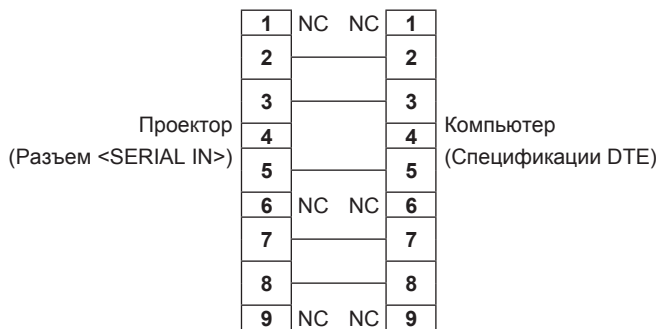 1 NC NC 1
2 2
3 3
Проектор 4 4 Компьютер
(Разъем <SERIAL IN>) 5 5 (Спецификации DTE)
6 NC NC 6
7 7
8 8
9 NC NC 9